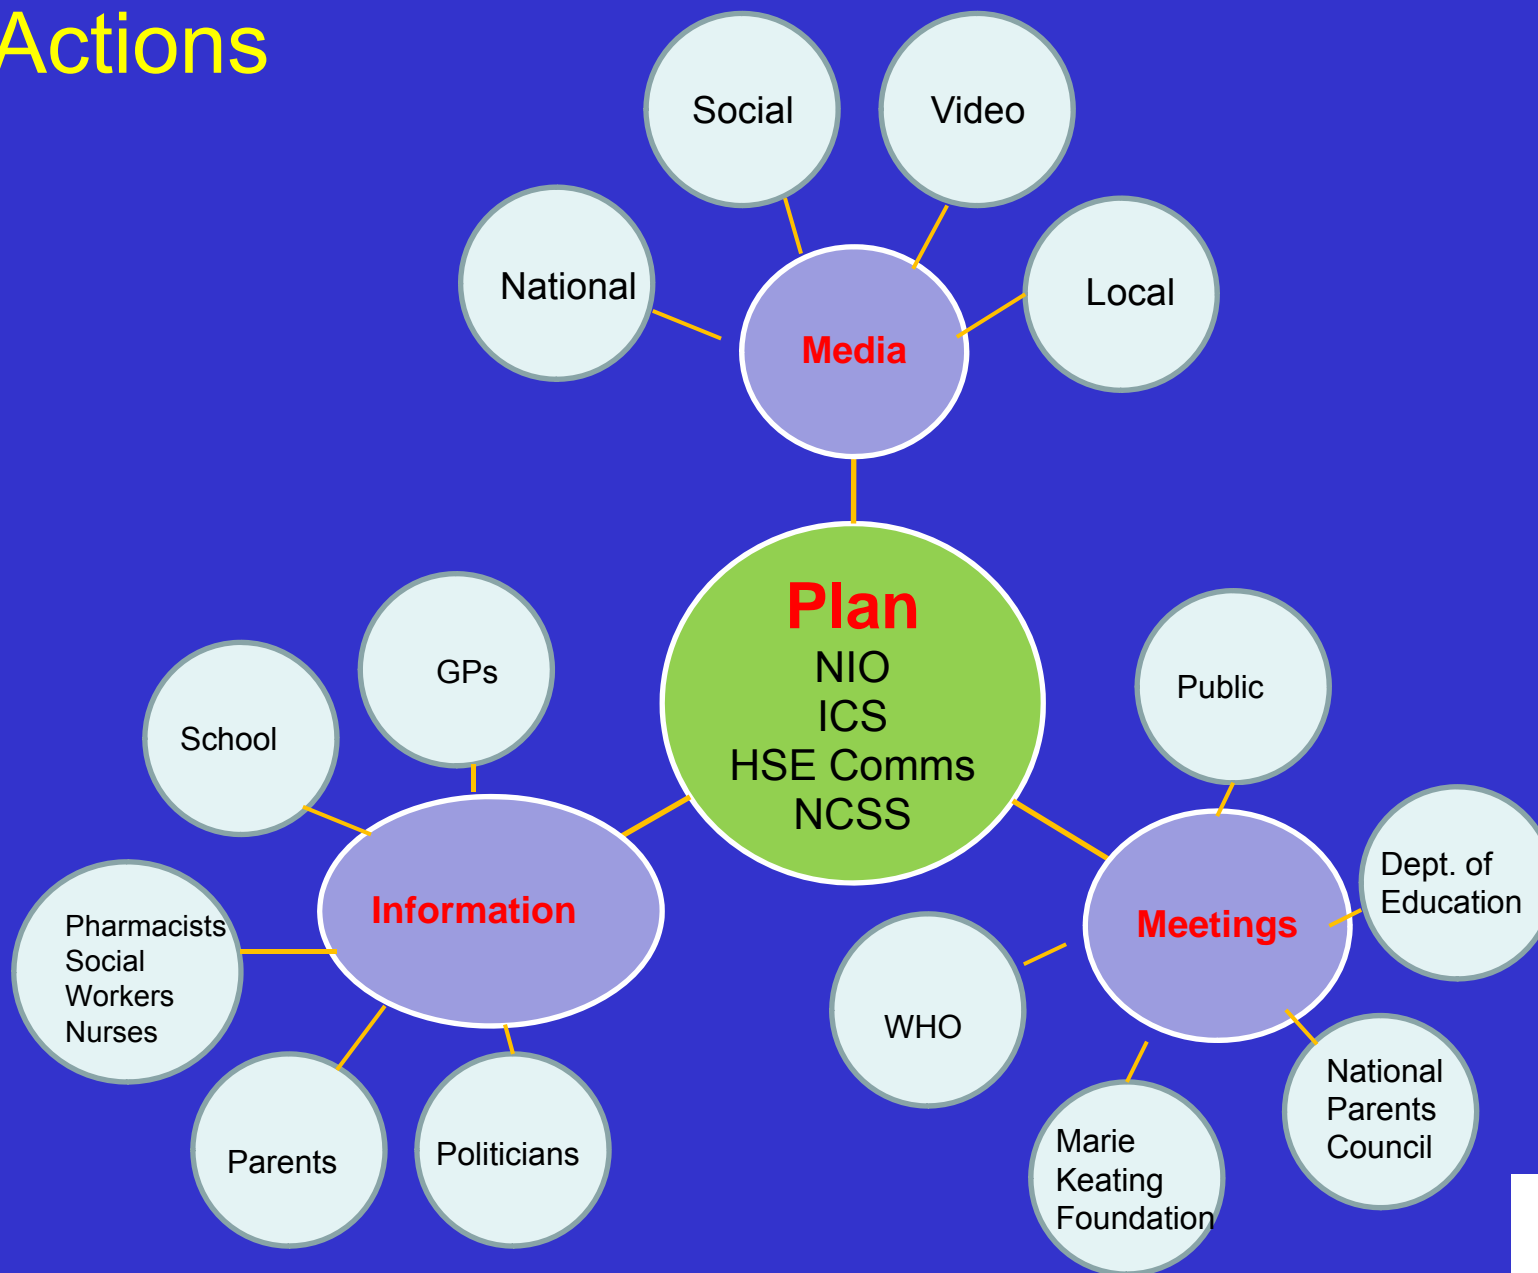 Actions
Social
Video
National
Local
Media
Plan
NIO
ICS
HSE Comms
NCSS
GPs
School
Information
Pharmacists
Social
Workers
Nurses
Parents
Politicians
Public
Dept. of
Education
Meetings
WHO
National
Parents
Council
Marie
Keating
Foundation